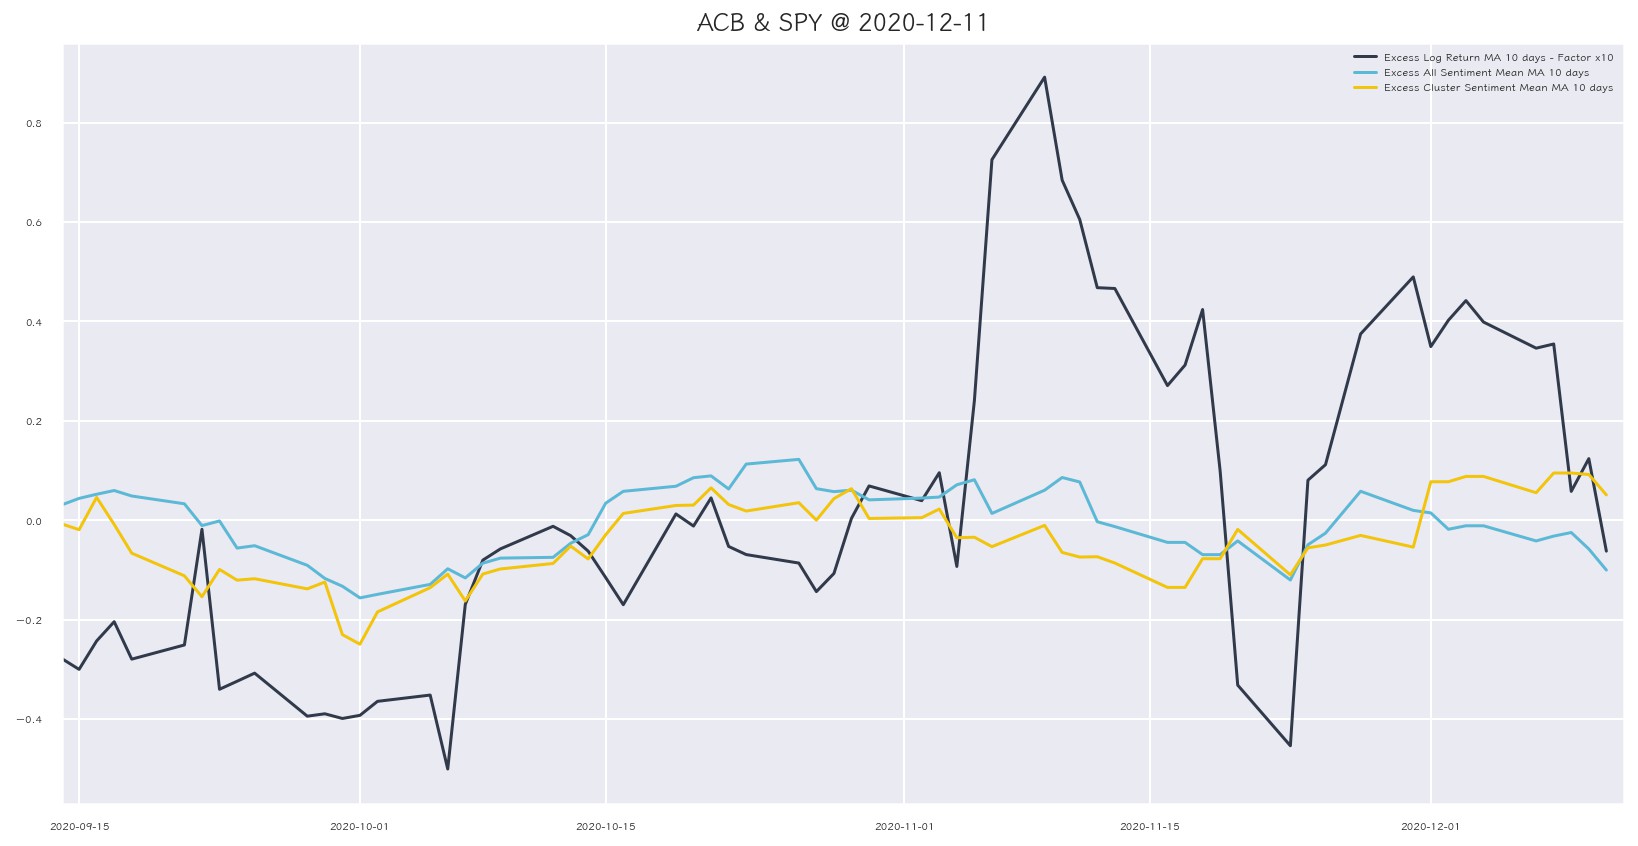 ACB & SPY @ 2020-12-11
Excess Log Return MA 10 days - Factor x10
Excess All Sentiment Mean MA 10 days
Excess Cluster Sentiment Mean MA 10 days
0.8
0.6
0.4
0.2
0.0
−0.2
−0.4
2020-09-15 2020-10-01 2020-10-15 2020-11-01 2020-11-15 2020-12-01